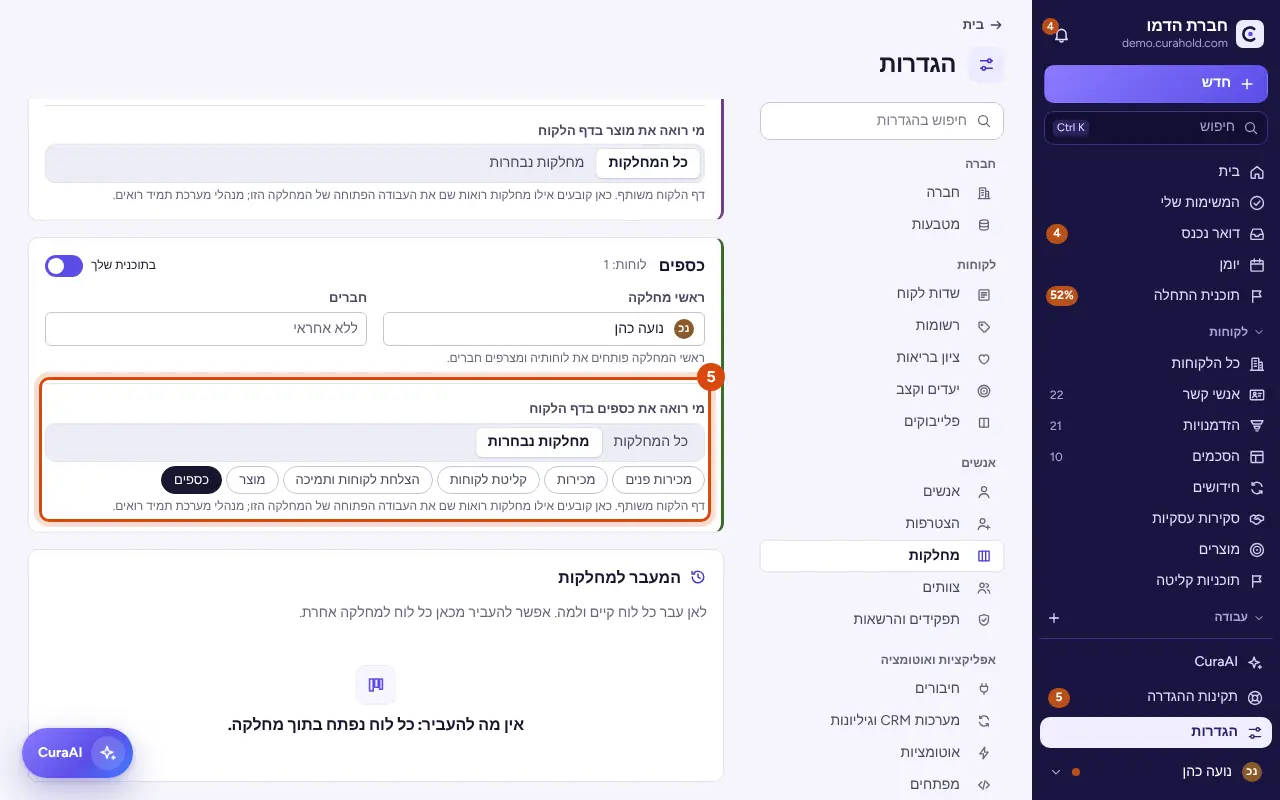 חברת הדמו
demo.curahold.com
4
חדש
חיפוש
Ctrl K
בית
המשימות שלי
דואר נכנס
4
יומן
תוכנית התחלה
52%
לקוחות
כל הלקוחות
אנשי קשר
22
הזדמנויות
21
הסכמים
10
חידושים
סקירות עסקיות
מוצרים
תוכניות קליטה
עבודה
CuraAI
תקינות ההגדרה
5
הגדרות
נכ
נועה כהן
בית
הגדרות
חיפוש בהגדרות
חברה
חברה
מטבעות
לקוחות
שדות לקוח
רשומות
ציון בריאות
יעדים וקצב
פלייבוקים
אנשים
אנשים
הצטרפות
מחלקות
צוותים
תפקידים והרשאות
אפליקציות ואוטומציה
חיבורים
מערכות CRM וגיליונות
אוטומציות
מפתחים
מי רואה את מוצר בדף הלקוח
כל המחלקות
מחלקות נבחרות
דף הלקוח משותף. כאן קובעים אילו מחלקות רואות שם את העבודה הפתוחה של המחלקה הזו; מנהלי מערכת תמיד רואים.
כספים
לוחות: 1
בתוכנית שלך
ראשי מחלקה
חברים
נכ
נועה כהן
ללא אחראי
ראשי המחלקה פותחים את לוחותיה ומצרפים חברים.
5
מי רואה את כספים בדף הלקוח
כל המחלקות
מחלקות נבחרות
מכירות פנים
מכירות
קליטת לקוחות
הצלחת לקוחות ותמיכה
מוצר
כספים
דף הלקוח משותף. כאן קובעים אילו מחלקות רואות שם את העבודה הפתוחה של המחלקה הזו; מנהלי מערכת תמיד רואים.
המעבר למחלקות
לאן עבר כל לוח קיים ולמה. אפשר להעביר מכאן כל לוח למחלקה אחרת.
אין מה להעביר: כל לוח נפתח בתוך מחלקה.
CuraAI